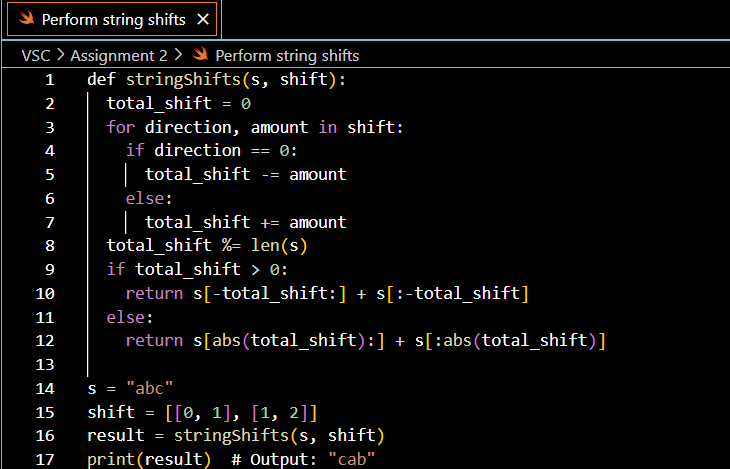 Perform string shifts ×
VSC > Assignment 2 > Perform string shifts
1 def stringShifts(s, shift):
2   total_shift = 0
3   for direction, amount in shift:
4     if direction == 0:
5       total_shift -= amount
6     else:
7       total_shift += amount
8   total_shift %= len(s)
9   if total_shift > 0:
10     return s[-total_shift:] + s[:-total_shift]
11   else:
12     return s[abs(total_shift):] + s[:abs(total_shift)]
13
14 s = "abc"
15 shift = [[0, 1], [1, 2]]
16 result = stringShifts(s, shift)
17 print(result)  # Output: "cab"